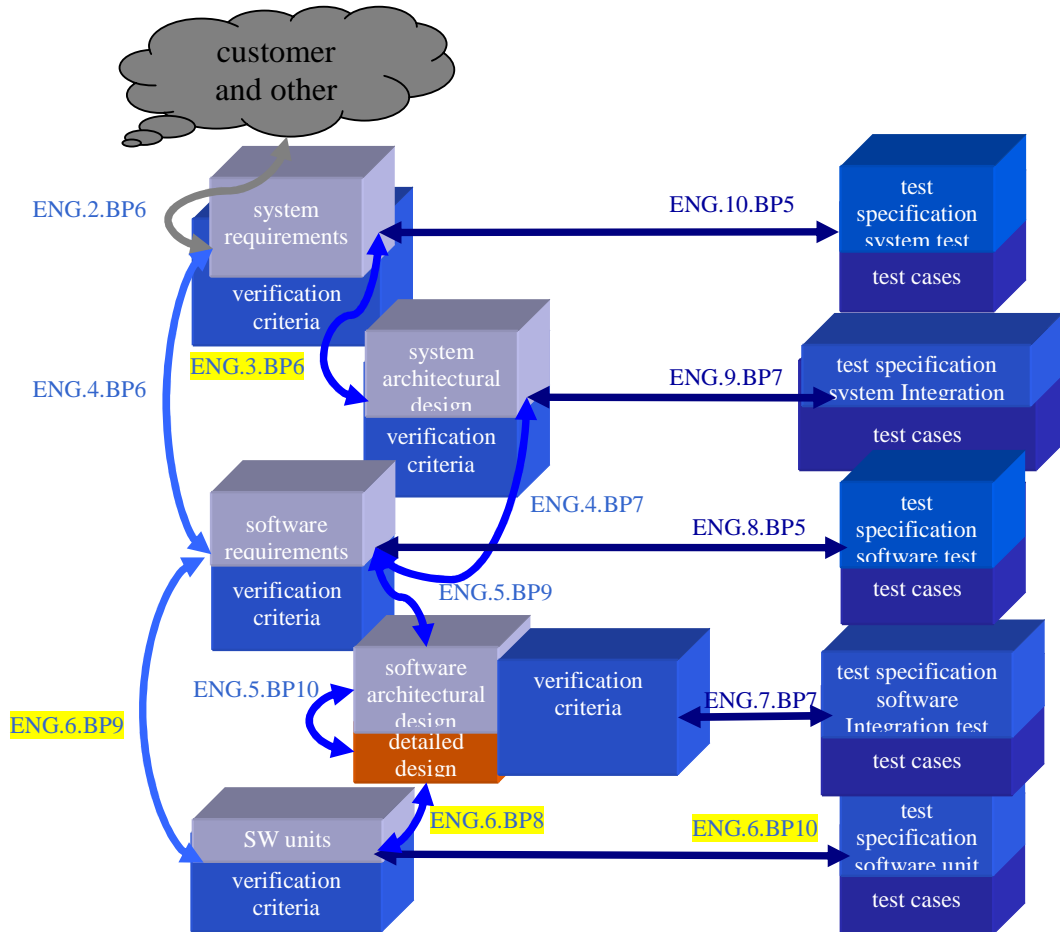 customer
and other
ENG.2.BP6
system
requirements
verification
criteria
ENG.10.BP5
test
specification
system test
test cases
ENG.3.BP6
ENG.4.BP6
system
architectural
design
verification
criteria
ENG.9.BP7
test specification
system Integration
test cases
ENG.4.BP7
software
requirements
verification
criteria
ENG.8.BP5
test
specification
software test
test cases
ENG.5.BP9
ENG.5.BP10
software
architectural
design
detailed
design
verification
criteria
ENG.7.BP7
test specification
software
Integration test
test cases
ENG.6.BP9
ENG.6.BP8
ENG.6.BP10
SW units
verification
criteria
test
specification
software unit
test cases